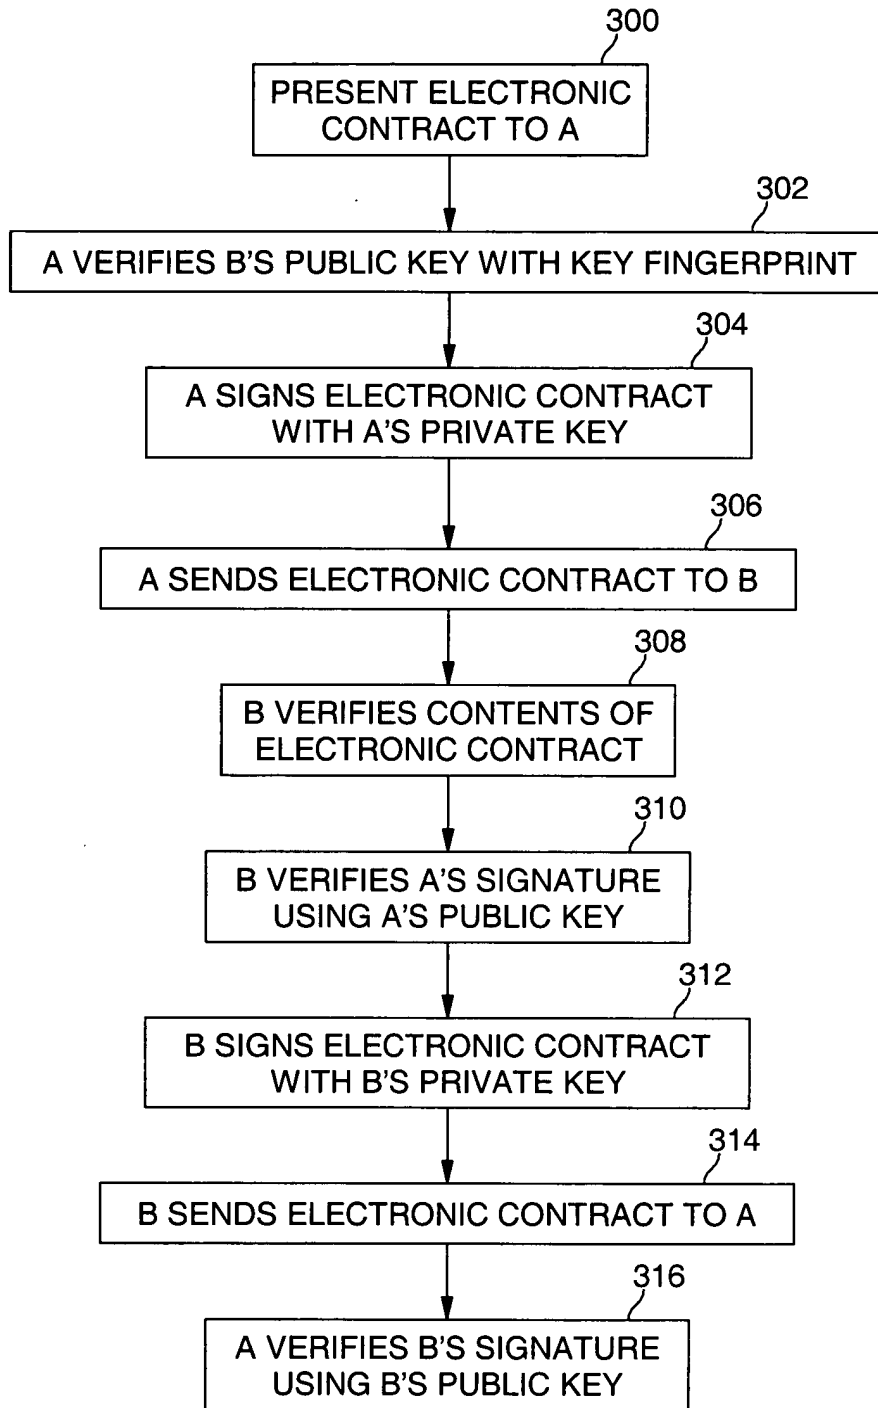 300
PRESENT ELECTRONIC
CONTRACT TO A
302
A VERIFIES B'S PUBLIC KEY WITH KEY FINGERPRINT
304
A SIGNS ELECTRONIC CONTRACT
WITH A'S PRIVATE KEY
306
A SENDS ELECTRONIC CONTRACT TO B
308
B VERIFIES CONTENTS OF
ELECTRONIC CONTRACT
310
B VERIFIES A'S SIGNATURE
USING A'S PUBLIC KEY
312
B SIGNS ELECTRONIC CONTRACT
WITH B'S PRIVATE KEY
314
B SENDS ELECTRONIC CONTRACT TO A
316
A VERIFIES B'S SIGNATURE
USING B'S PUBLIC KEY